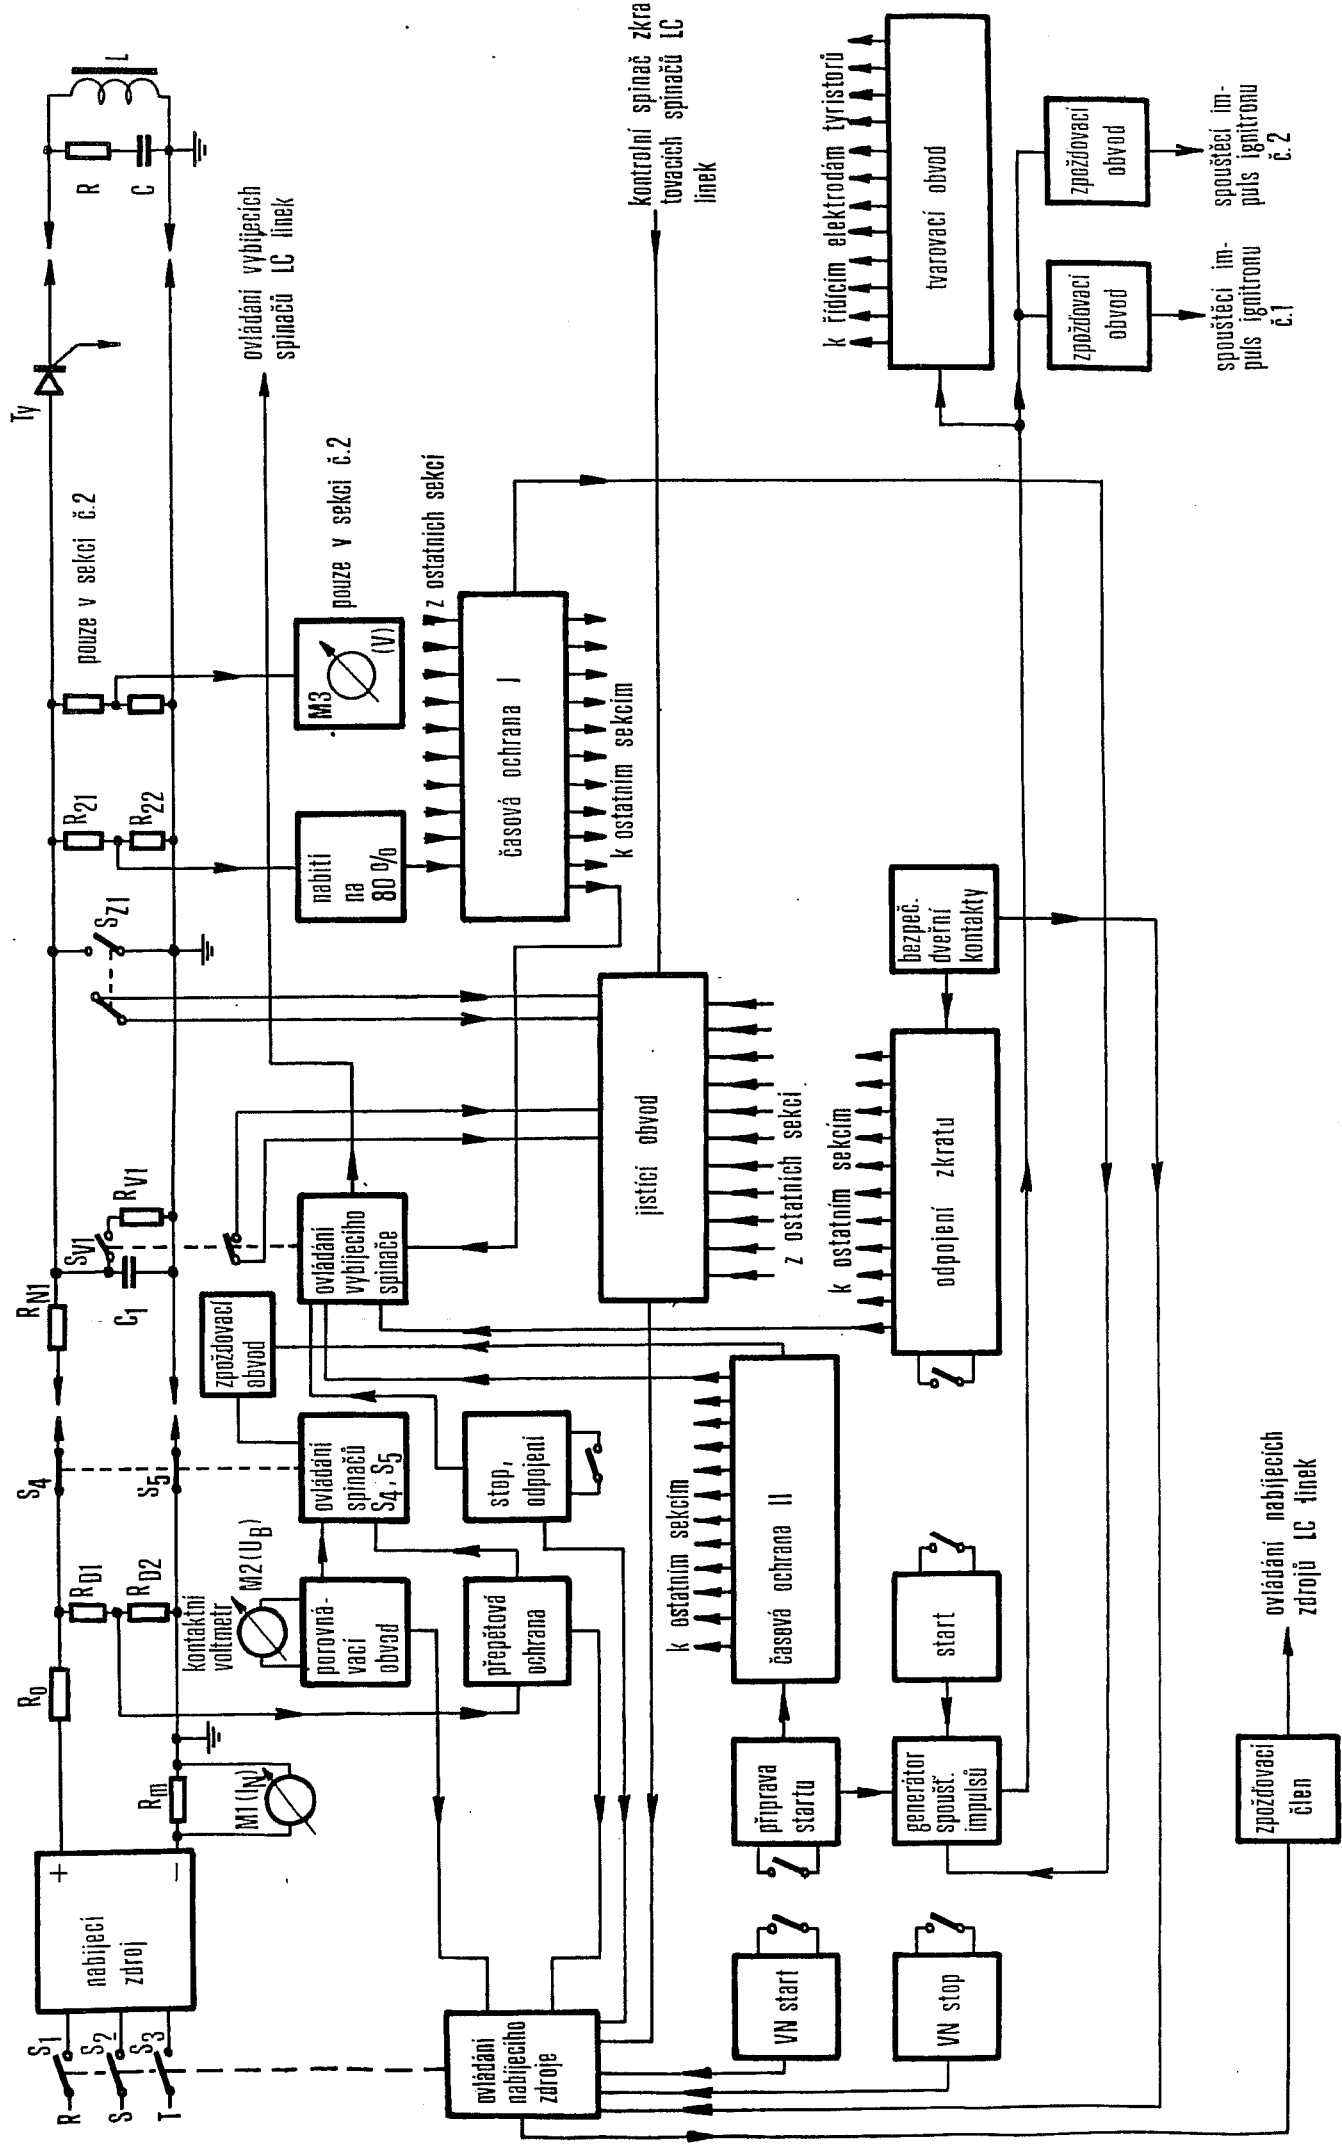 R
S
T
S1
S2
S3
nabíjecí
zdroj
+
−
Rm
M1(IN)
R0
RD1
RD2
S4
S5
RN1
C1
SV1
RV1
SZ1
R21
R22
pouze v sekci č.2
Ty
R
C
L
kontaktní
voltmetr
M2(UB)
porovná-
vací
obvod
přepěťová
ochrana
ovládání
spínačů
S4, S5
zpožďovací
obvod
stop,
odpojení
ovládání
vybíjecího
spínače
ovládání vybíjecích
spínačů LC linek
nabití
na
80%
M3
(V)
pouze v sekci č.2
z ostatních sekcí
časová ochrana I
k ostatním sekcím
kontrolní spínač zkra
tovacích spínačů LC
linek
jistící obvod
z ostatních sekcí
ovládání
nabíjecího
zdroje
VN start
VN stop
příprava
startu
generátor
spoušť.
impulsů
start
k ostatním sekcím
časová ochrana II
k ostatním sekcím
odpojení zkratu
bezpeč.
dveřní
kontakty
k řídícím elektrodám tyristorů
tvarovací obvod
zpožďovací
obvod
spouštěcí im-
puls ignitronu
č.1
zpožďovací
obvod
spouštěcí im-
puls ignitronu
č.2
zpožďovací
člen
ovládání nabíjecích
zdrojů LC linek